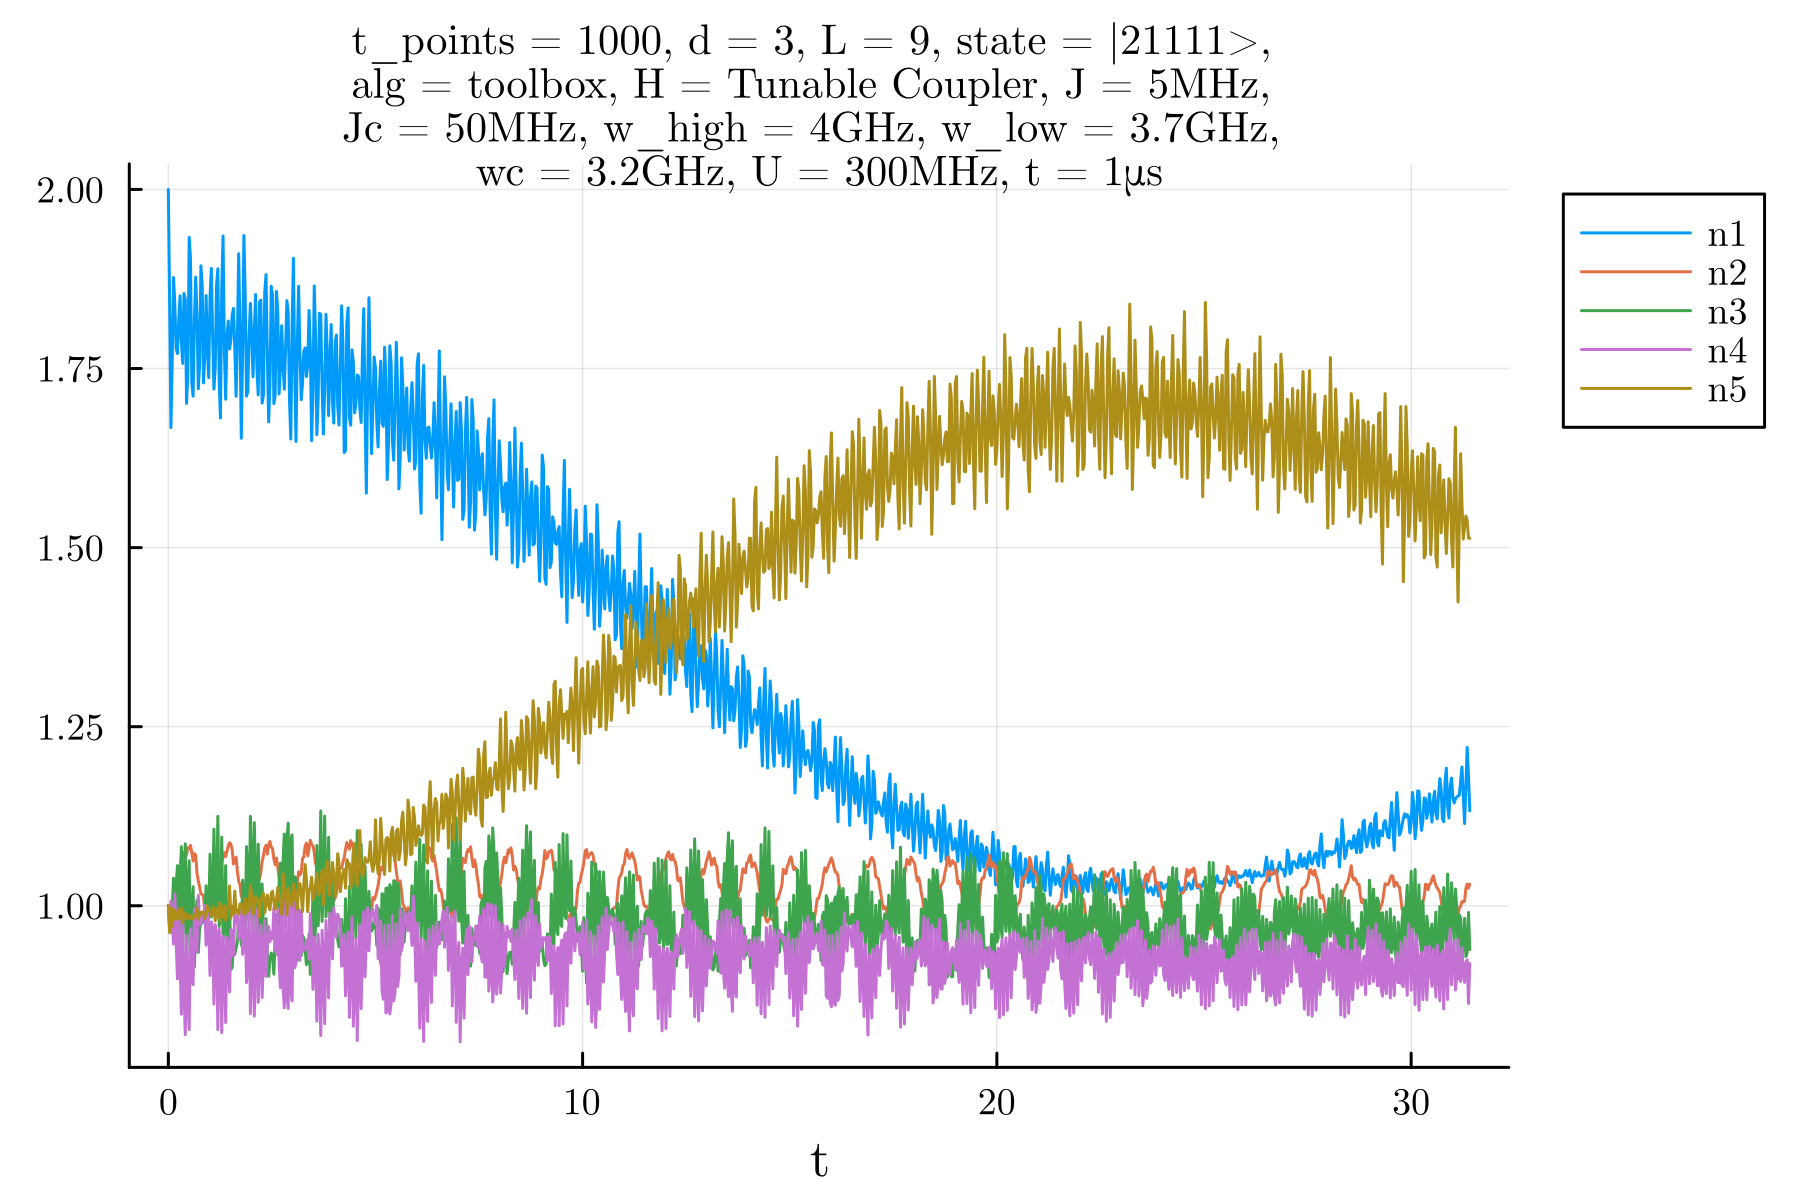 t_points = 1000, d = 3, L = 9, state = |21111>,
alg = toolbox, H = Tunable Coupler, J = 5MHz,
Jc = 50MHz, w_high = 4GHz, w_low = 3.7GHz,
wc = 3.2GHz, U = 300MHz, t = 1μs
2.00
1.75
1.50
1.25
1.00
0 10 20 30
t
n1
n2
n3
n4
n5